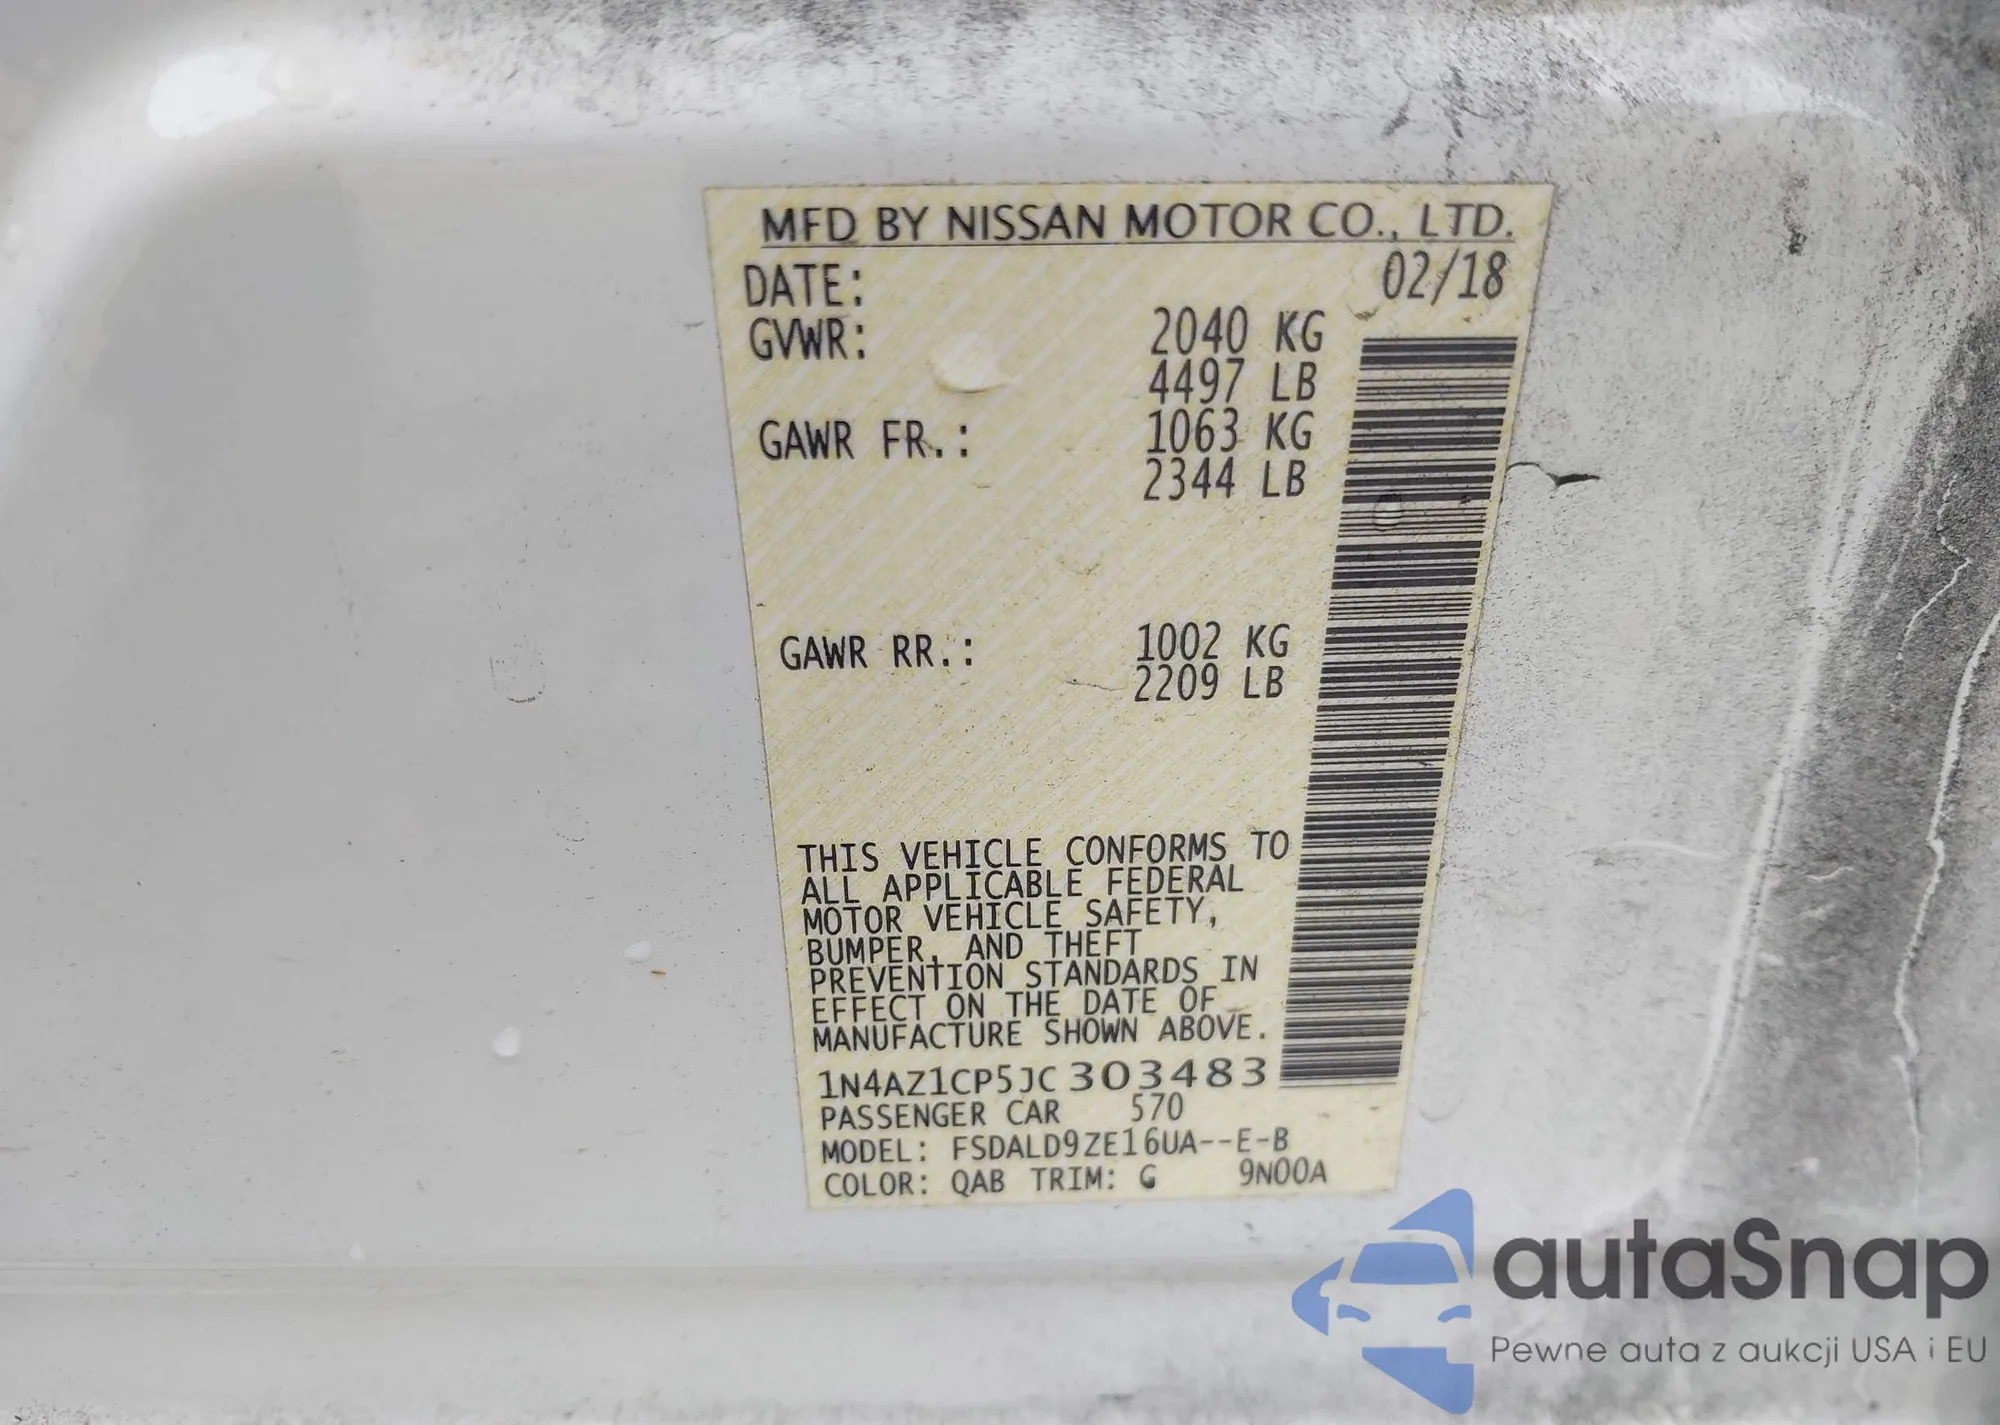 MFD BY NISSAN MOTOR CO., LTD.
DATE: 02/18
GVWR: 2040 KG
4497 LB
GAWR FR.: 1063 KG
2344 LB
GAWR RR.: 1002 KG
2209 LB
THIS VEHICLE CONFORMS TO
ALL APPLICABLE FEDERAL
MOTOR VEHICLE SAFETY,
BUMPER, AND THEFT
PREVENTION STANDARDS IN
EFFECT ON THE DATE OF
MANUFACTURE SHOWN ABOVE.
1N4AZ1CP5JC303483
PASSENGER CAR 570
MODEL: FSDALD9ZE16UA--E-B
COLOR: QAB TRIM: G 9N00A
autaSnap
Pewne auta z aukcji USA i EU